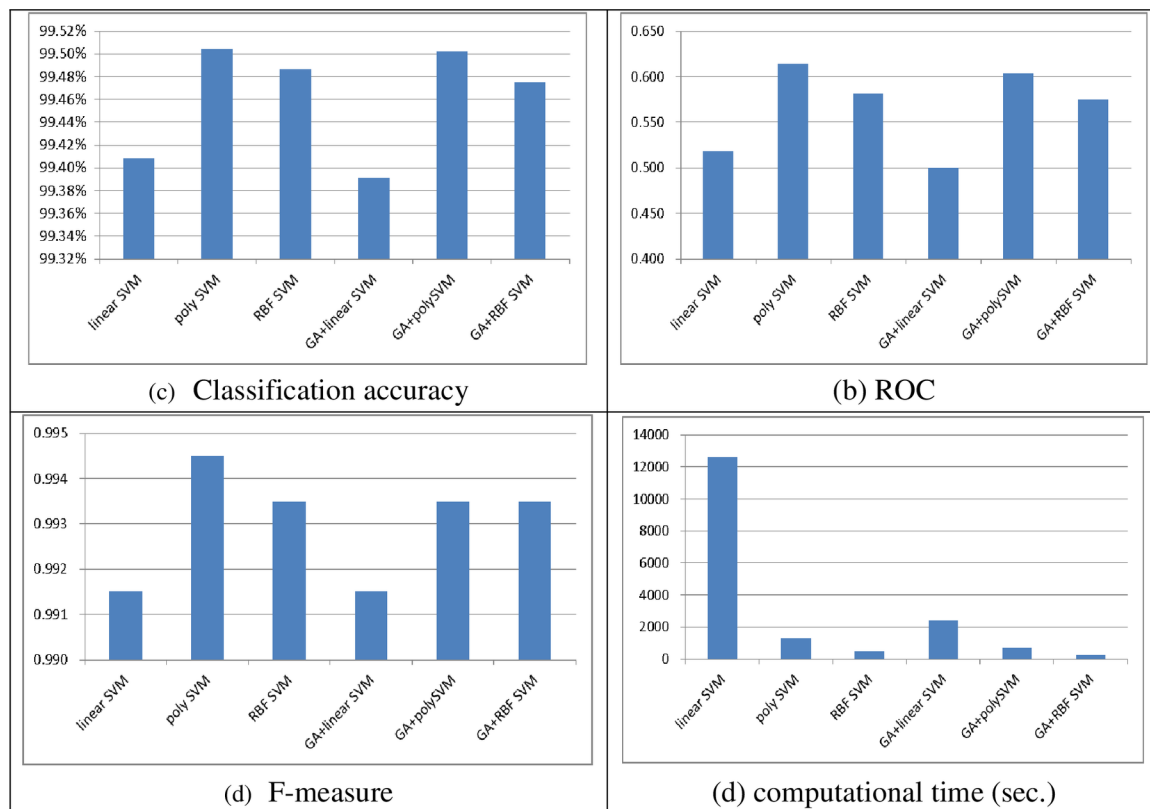 99.52%
99.50%
99.48%
99.46%
99.44%
99.42%
99.40%
99.38%
99.36%
99.34%
99.32%
linear SVM
poly SVM
RBF SVM
GA+linear SVM
GA+polySVM
GA+RBF SVM
(c) Classification accuracy
0.650
0.600
0.550
0.500
0.450
0.400
linear SVM
poly SVM
RBF SVM
GA+linear SVM
GA+polySVM
GA+RBF SVM
(b) ROC
0.995
0.994
0.993
0.992
0.991
0.990
linear SVM
poly SVM
RBF SVM
GA+linear SVM
GA+polySVM
GA+RBF SVM
(d) F-measure
14000
12000
10000
8000
6000
4000
2000
0
linear SVM
poly SVM
RBF SVM
GA+linear SVM
GA+polySVM
GA+RBF SVM
(d) computational time (sec.)